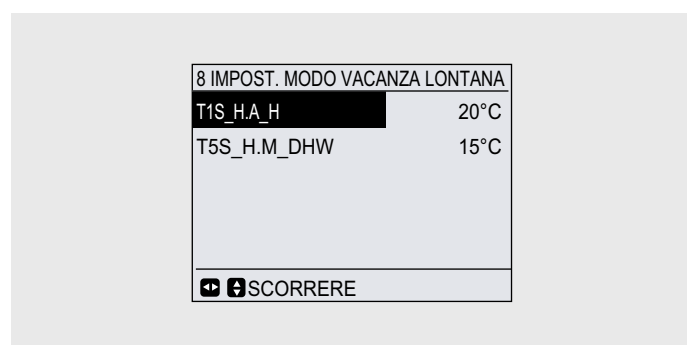 8 IMPOST. MODO VACANZA LONTANA
T1S_H.A_H 20°C
T5S_H.M_DHW 15°C
SCORRERE